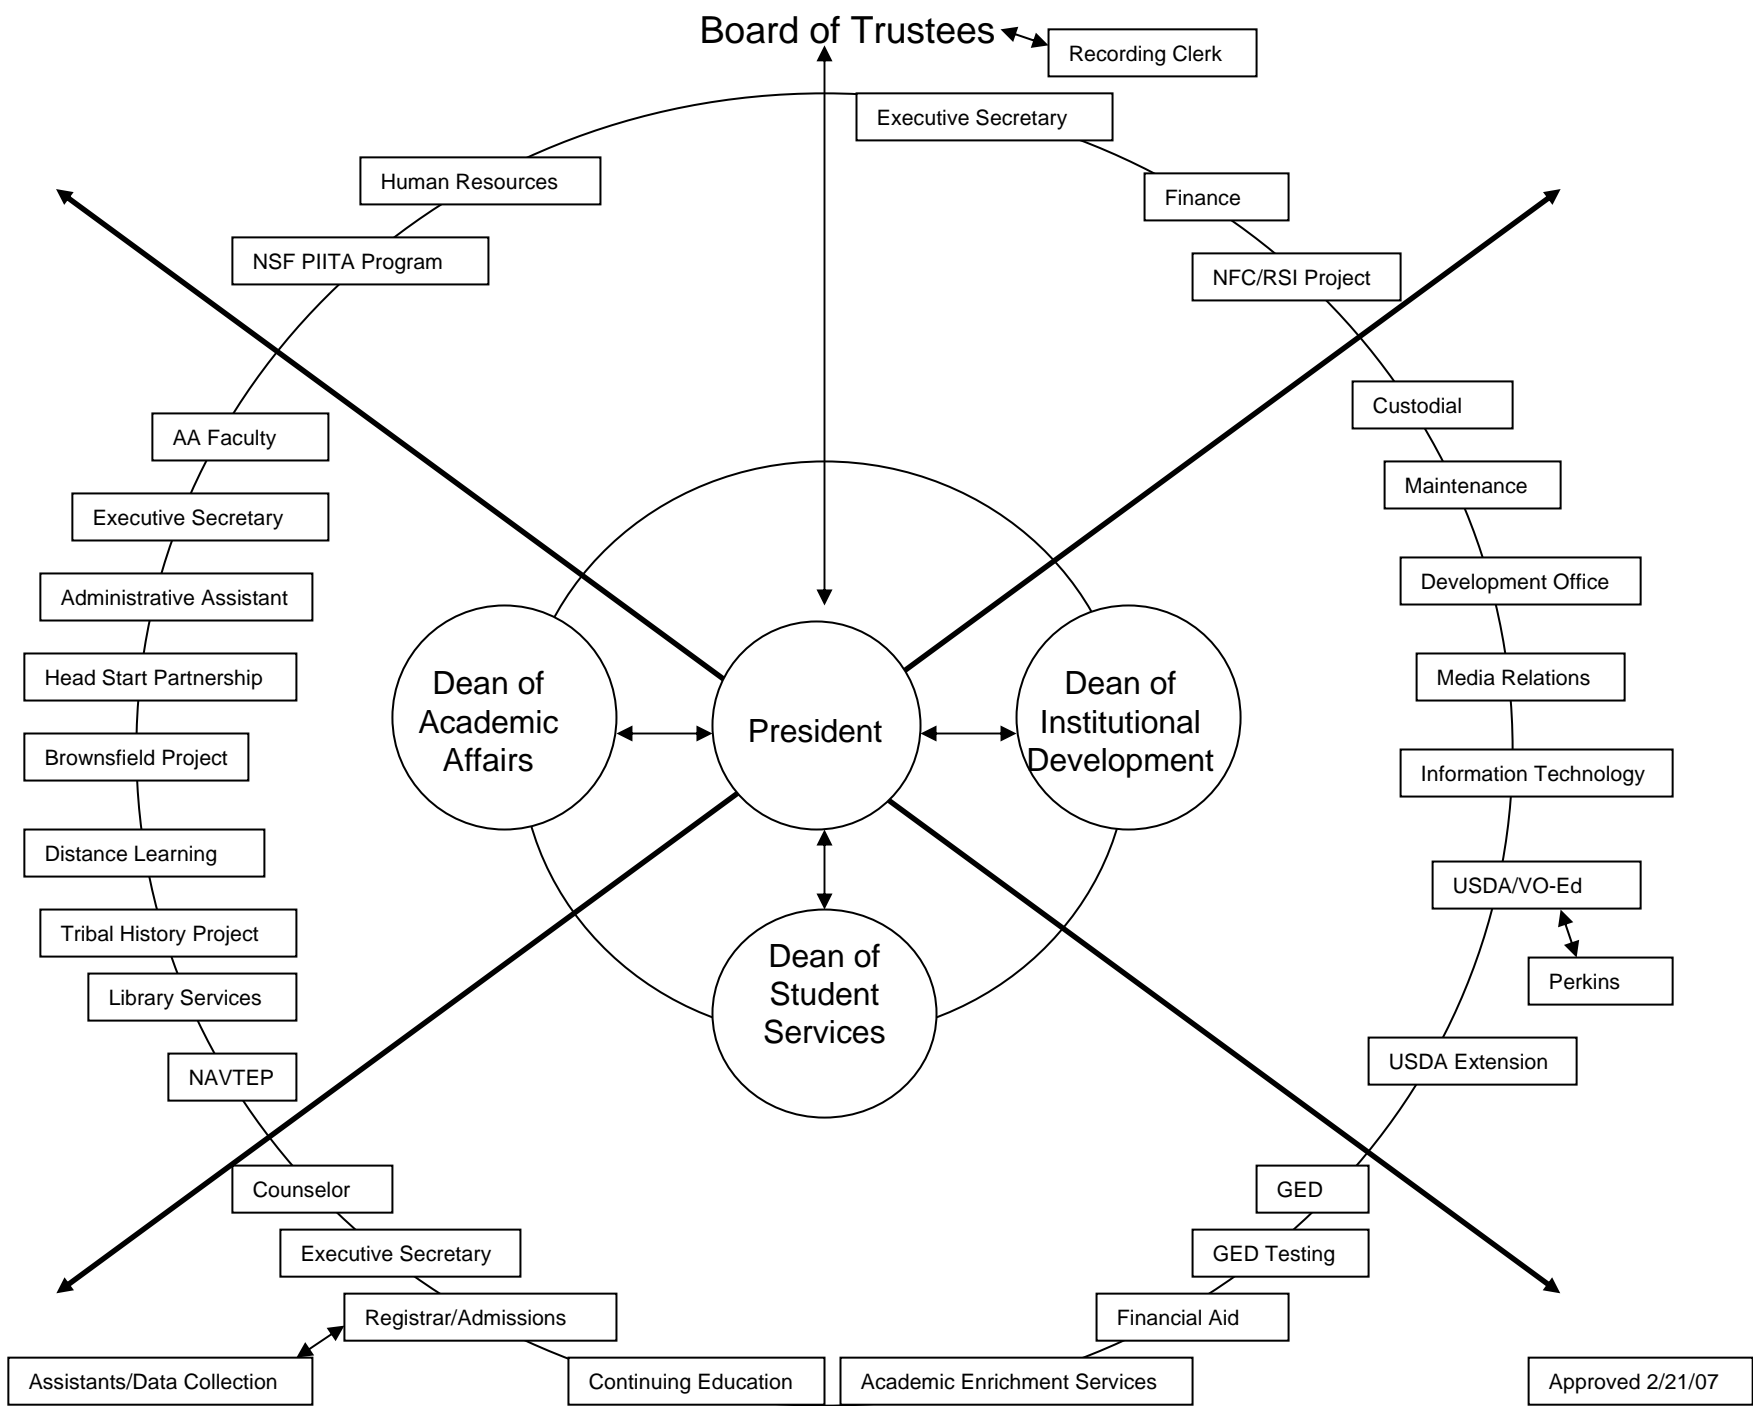 Board of Trustees
Recording Clerk
Executive Secretary
Human Resources
Finance
NSF PIITA Program
NFC/RSI Project
Custodial
AA Faculty
Maintenance
Executive Secretary
Development Office
Administrative Assistant
Head Start Partnership
Media Relations
Dean of
Academic
Affairs
President
Dean of
Institutional
Development
Brownsfield Project
Information Technology
Distance Learning
USDA/VO-Ed
Tribal History Project
Dean of
Student
Services
Perkins
Library Services
USDA Extension
NAVTEP
Counselor
GED
Executive Secretary
GED Testing
Registrar/Admissions
Financial Aid
Assistants/Data Collection
Continuing Education
Academic Enrichment Services
Approved 2/21/07